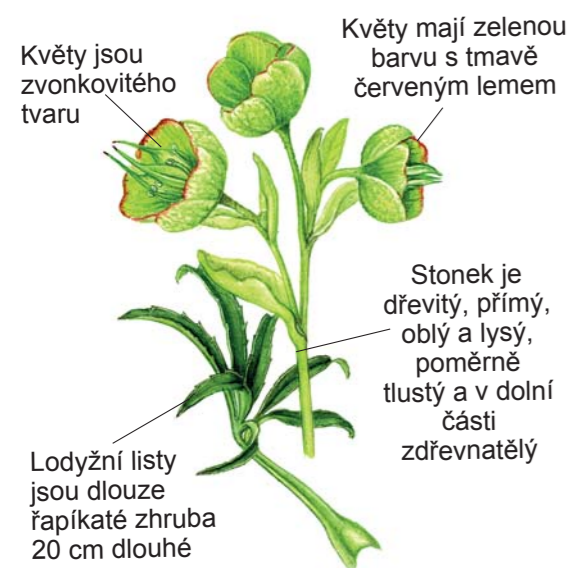 Květy jsou
zvonkovitého
tvaru
Květy mají zelenou
barvu s tmavě
červeným lemem
Stonek je
dřevitý, přímý,
oblý a lysý,
poměrně
tlustý a v dolní
části
zdřevnatělý
Lodyžní listy
jsou dlouze
řapíkaté zhruba
20 cm dlouhé